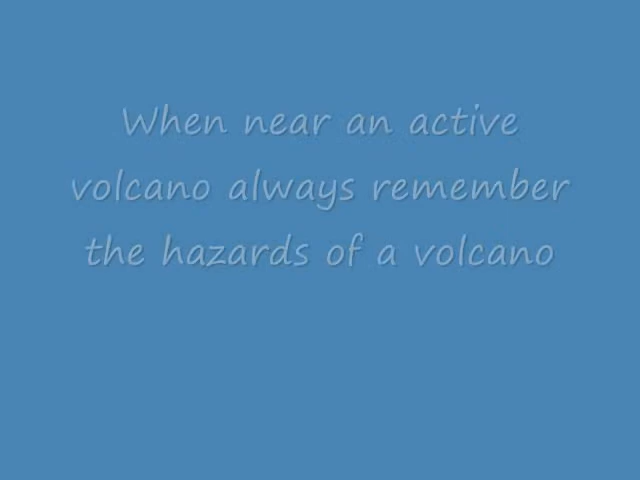 When near an active
volcano always remember
the hazards of a volcano